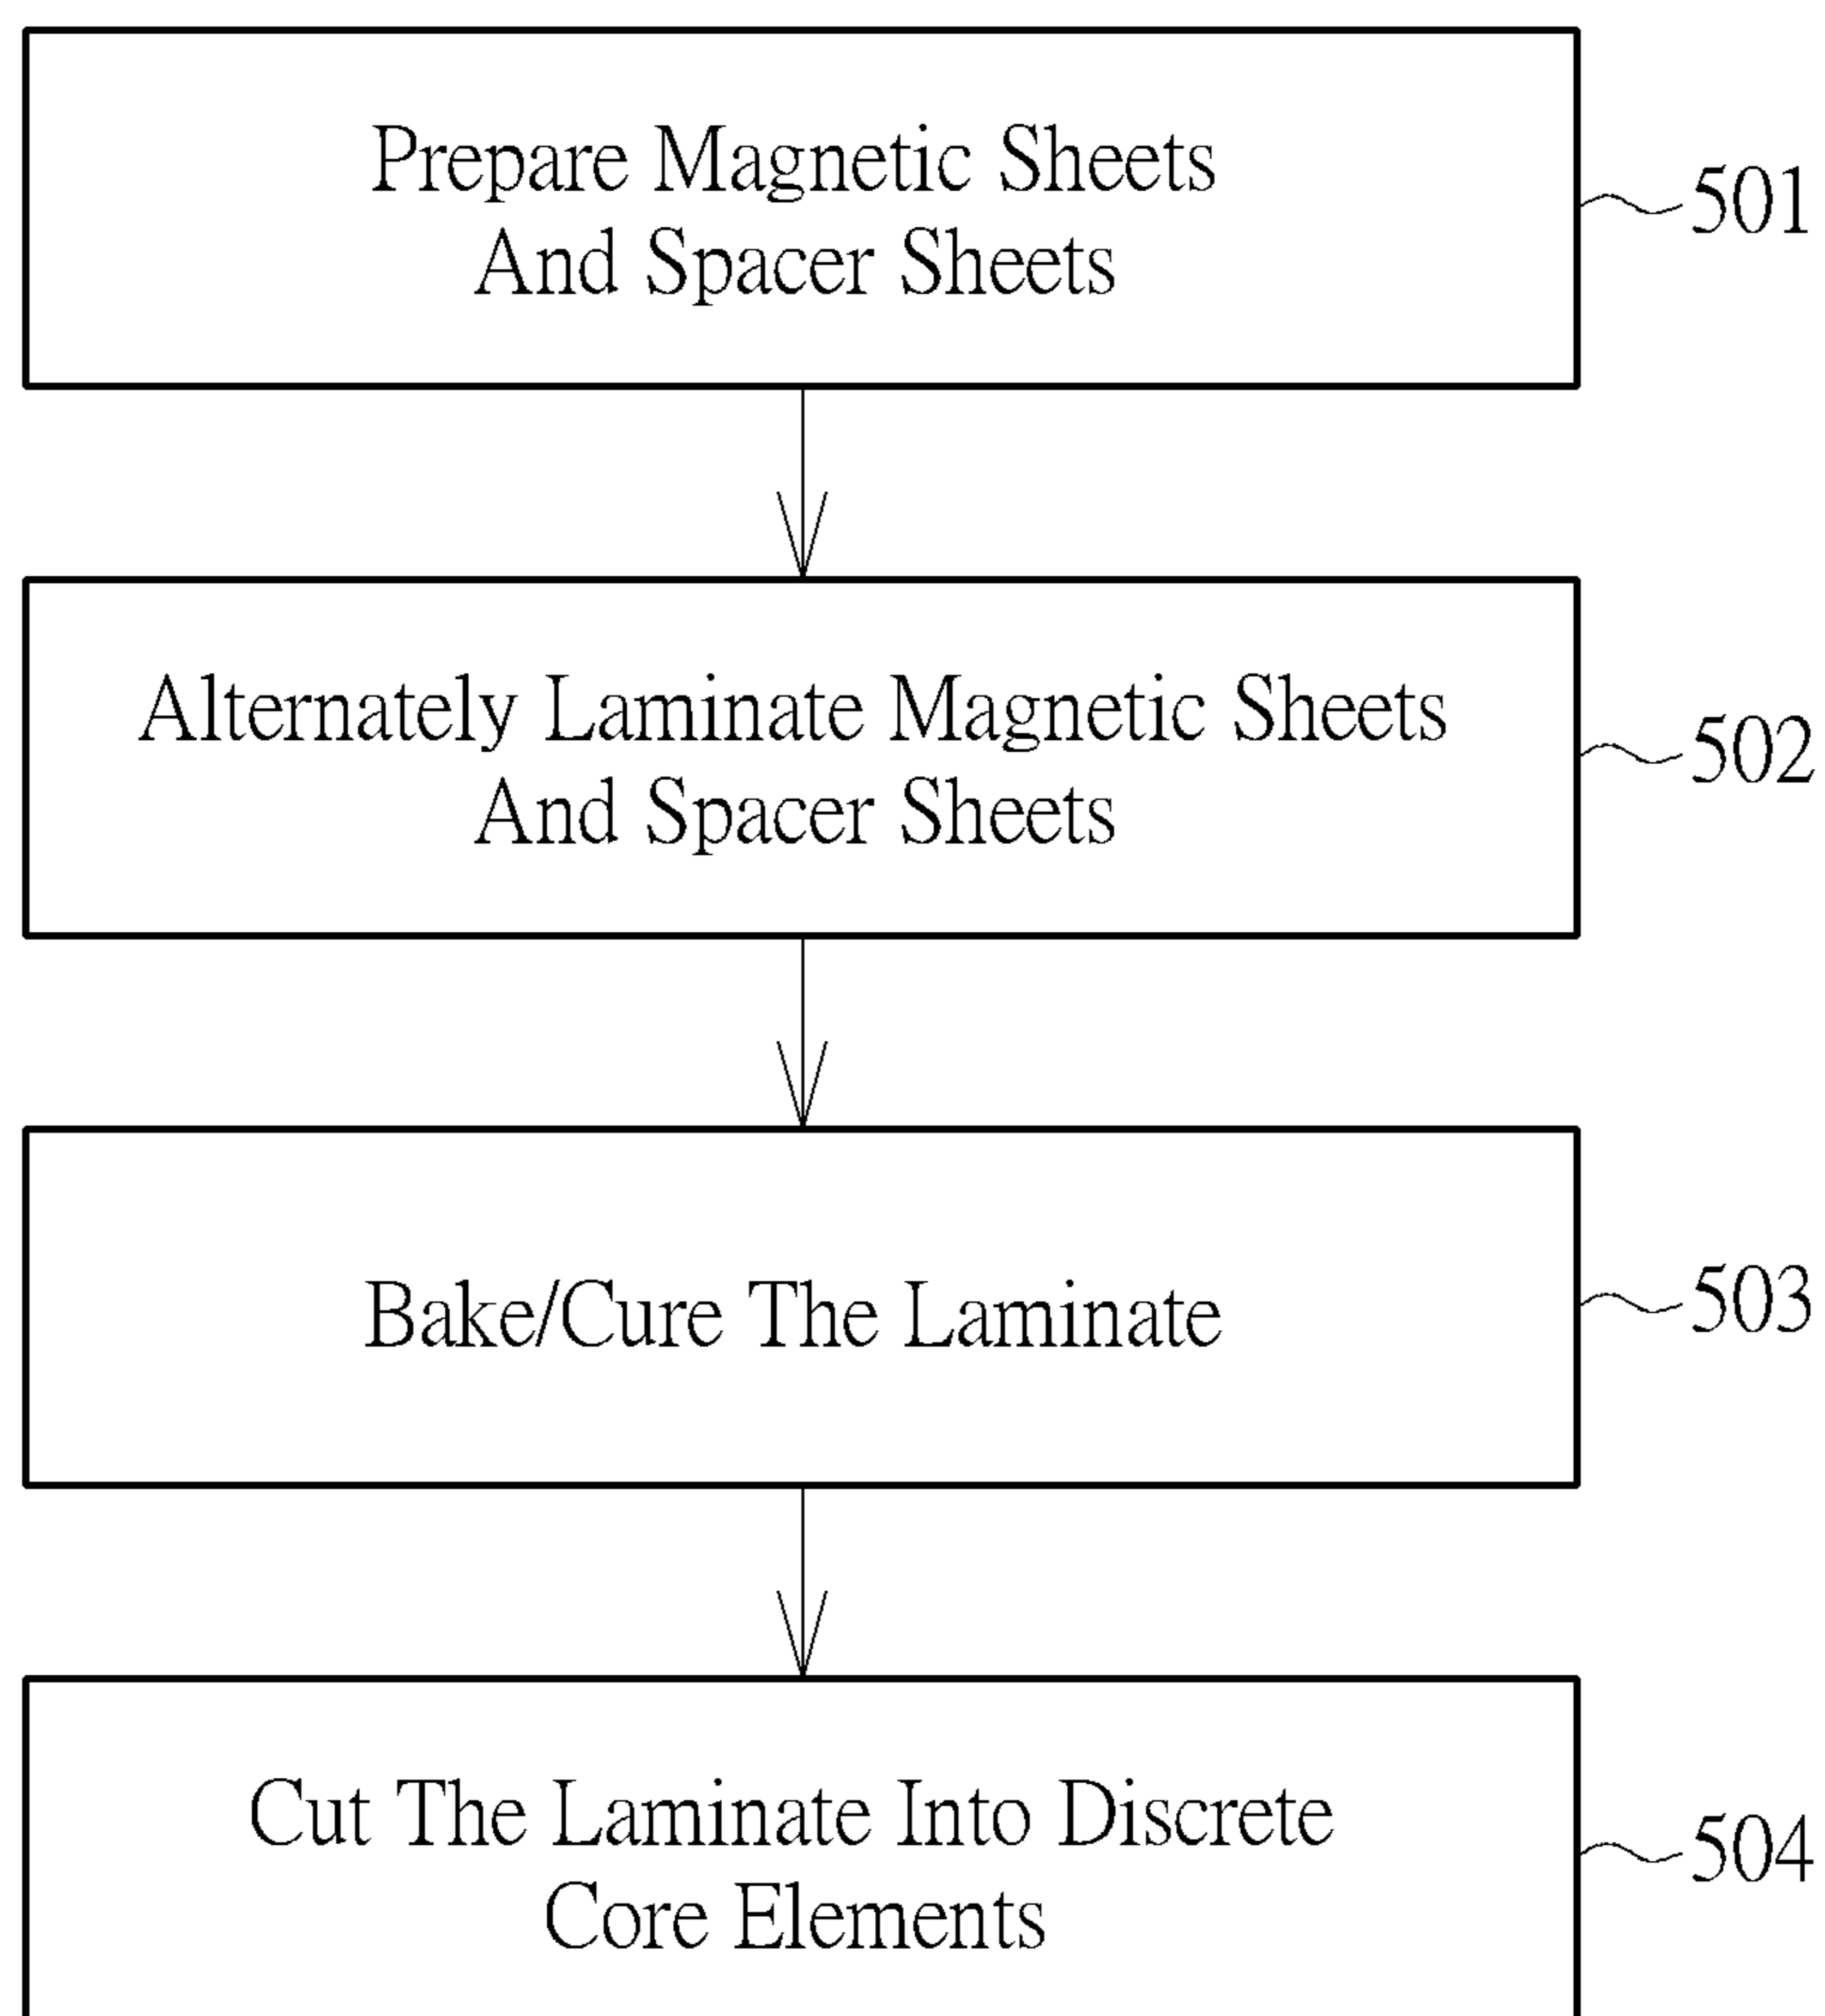 Prepare Magnetic Sheets
And Spacer Sheets
501
Alternately Laminate Magnetic Sheets
And Spacer Sheets
502
Bake/Cure The Laminate
503
Cut The Laminate Into Discrete
Core Elements
504